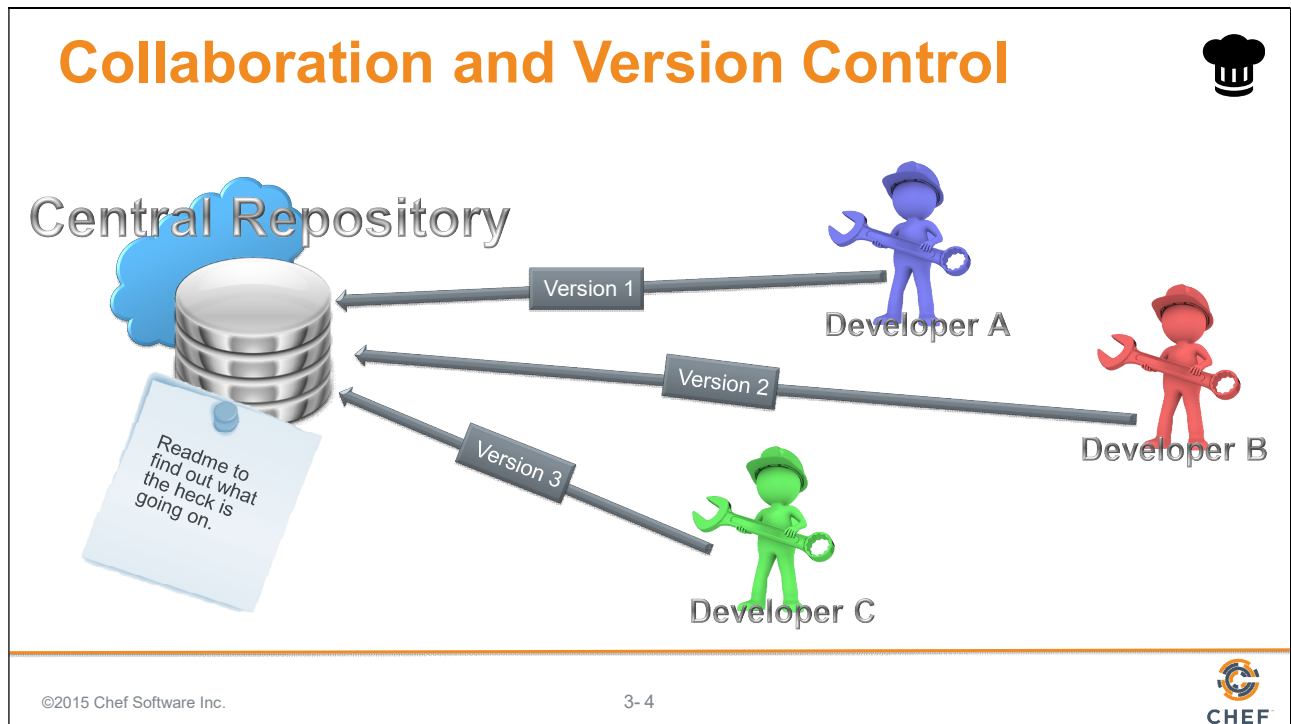 Collaboration and Version Control
Central Repository
Version 1
Developer A
Version 2
Developer B
Readme to
find out what
the heck is
going on.
Version 3
Developer C
©2015 Chef Software Inc.
3- 4
CHEF